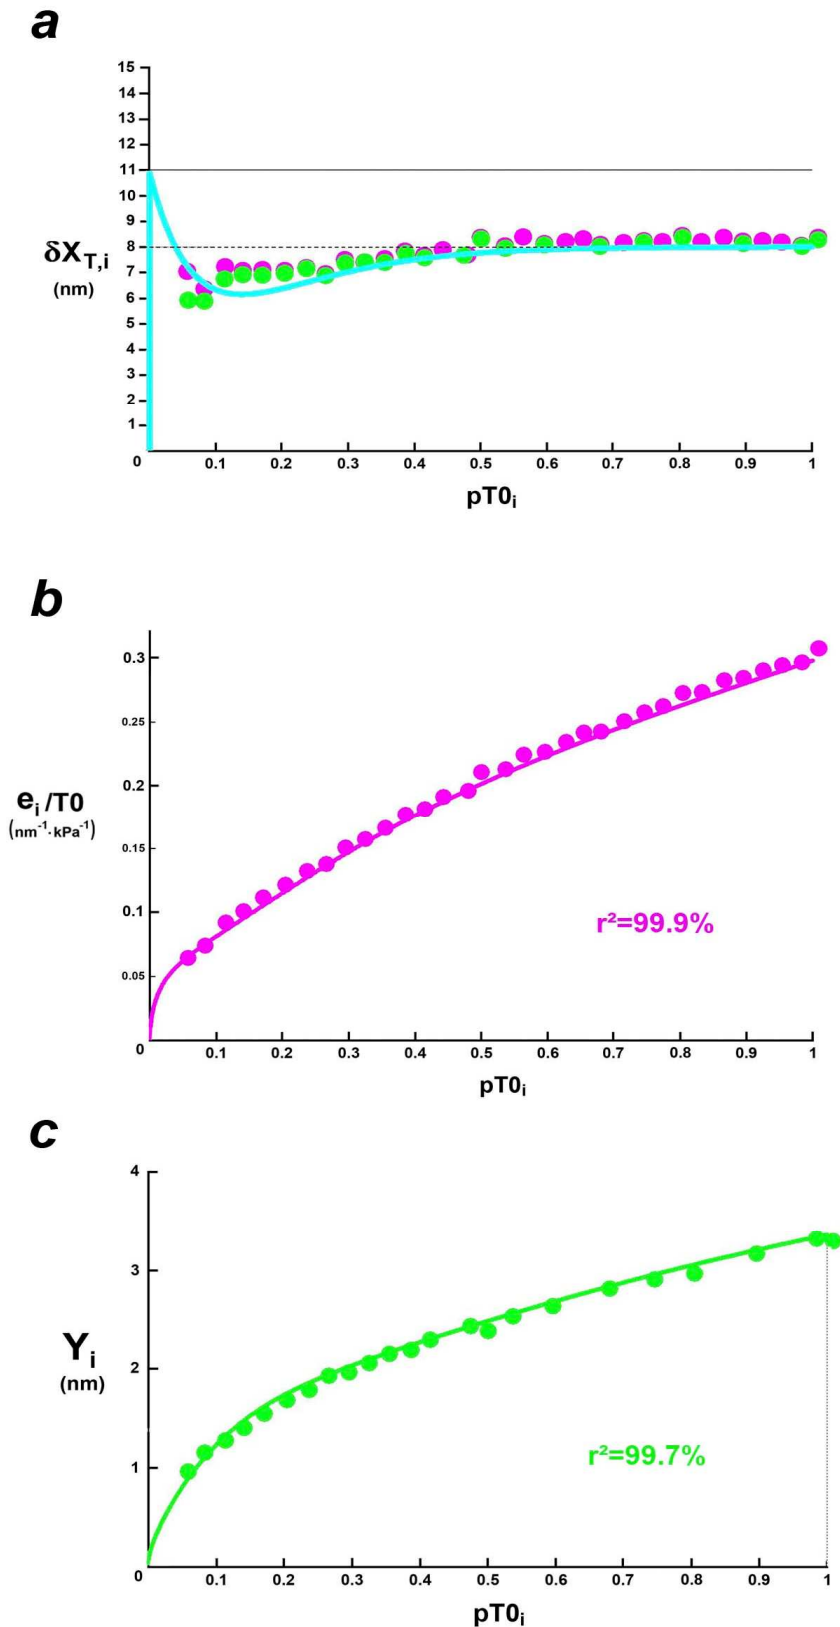 a
15
14
13
12
11
10
9
8
7
6
5
4
3
2
1
0
δX_T,i
(nm)
0.1 0.2 0.3 0.4 0.5 0.6 0.7 0.8 0.9 1
pT0_i
b
0.3
0.25
0.2
0.15
0.1
0.05
0
e_i/T0
(nm⁻¹·kPa⁻¹)
r²=99.9%
0.1 0.2 0.3 0.4 0.5 0.6 0.7 0.8 0.9 1
pT0_i
c
4
3
2
1
0
Y_i
(nm)
r²=99.7%
0.1 0.2 0.3 0.4 0.5 0.6 0.7 0.8 0.9 1
pT0_i